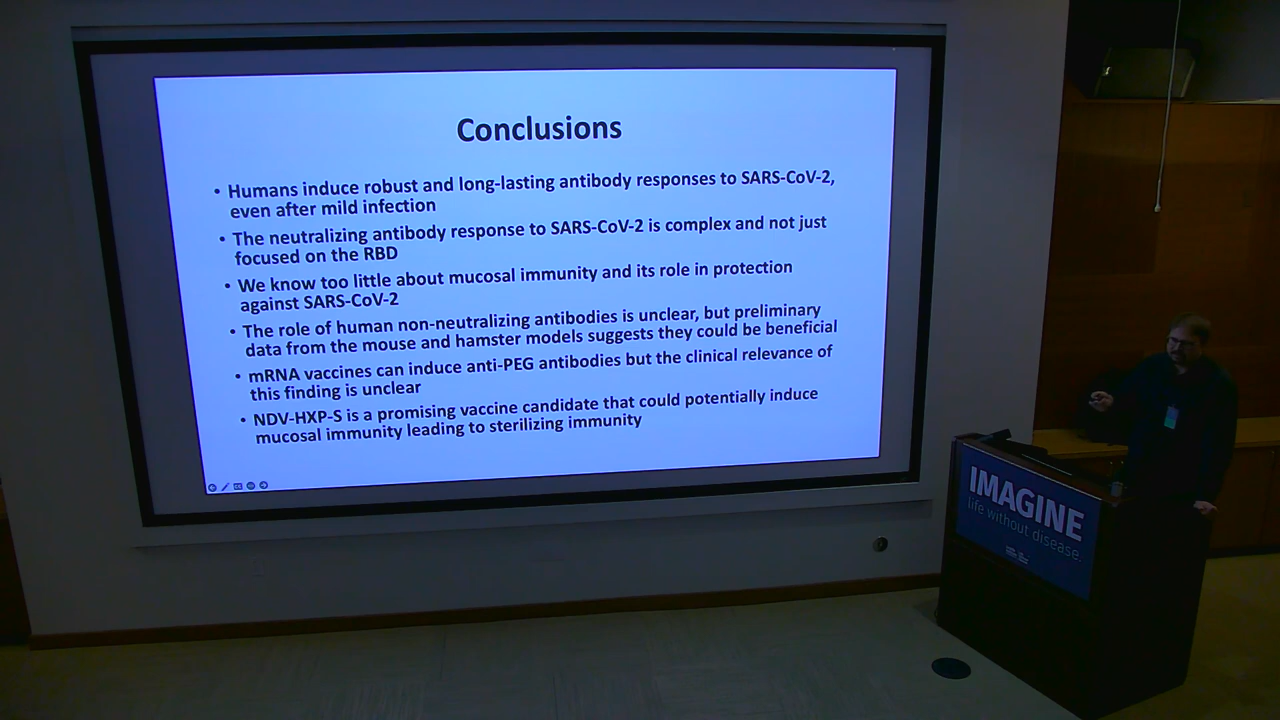 Conclusions
• Humans induce robust and long-lasting antibody responses to SARS-CoV-2,
even after mild infection
• The neutralizing antibody response to SARS-CoV-2 is complex and not just
focused on the RBD
• We know too little about mucosal immunity and its role in protection
against SARS-CoV-2
• The role of human non-neutralizing antibodies is unclear, but preliminary
data from the mouse and hamster models suggests they could be beneficial
• mRNA vaccines can induce anti-PEG antibodies but the clinical relevance of
this finding is unclear
• NDV-HXP-S is a promising vaccine candidate that could potentially induce
mucosal immunity leading to sterilizing immunity
IMAGINE
life without disease.